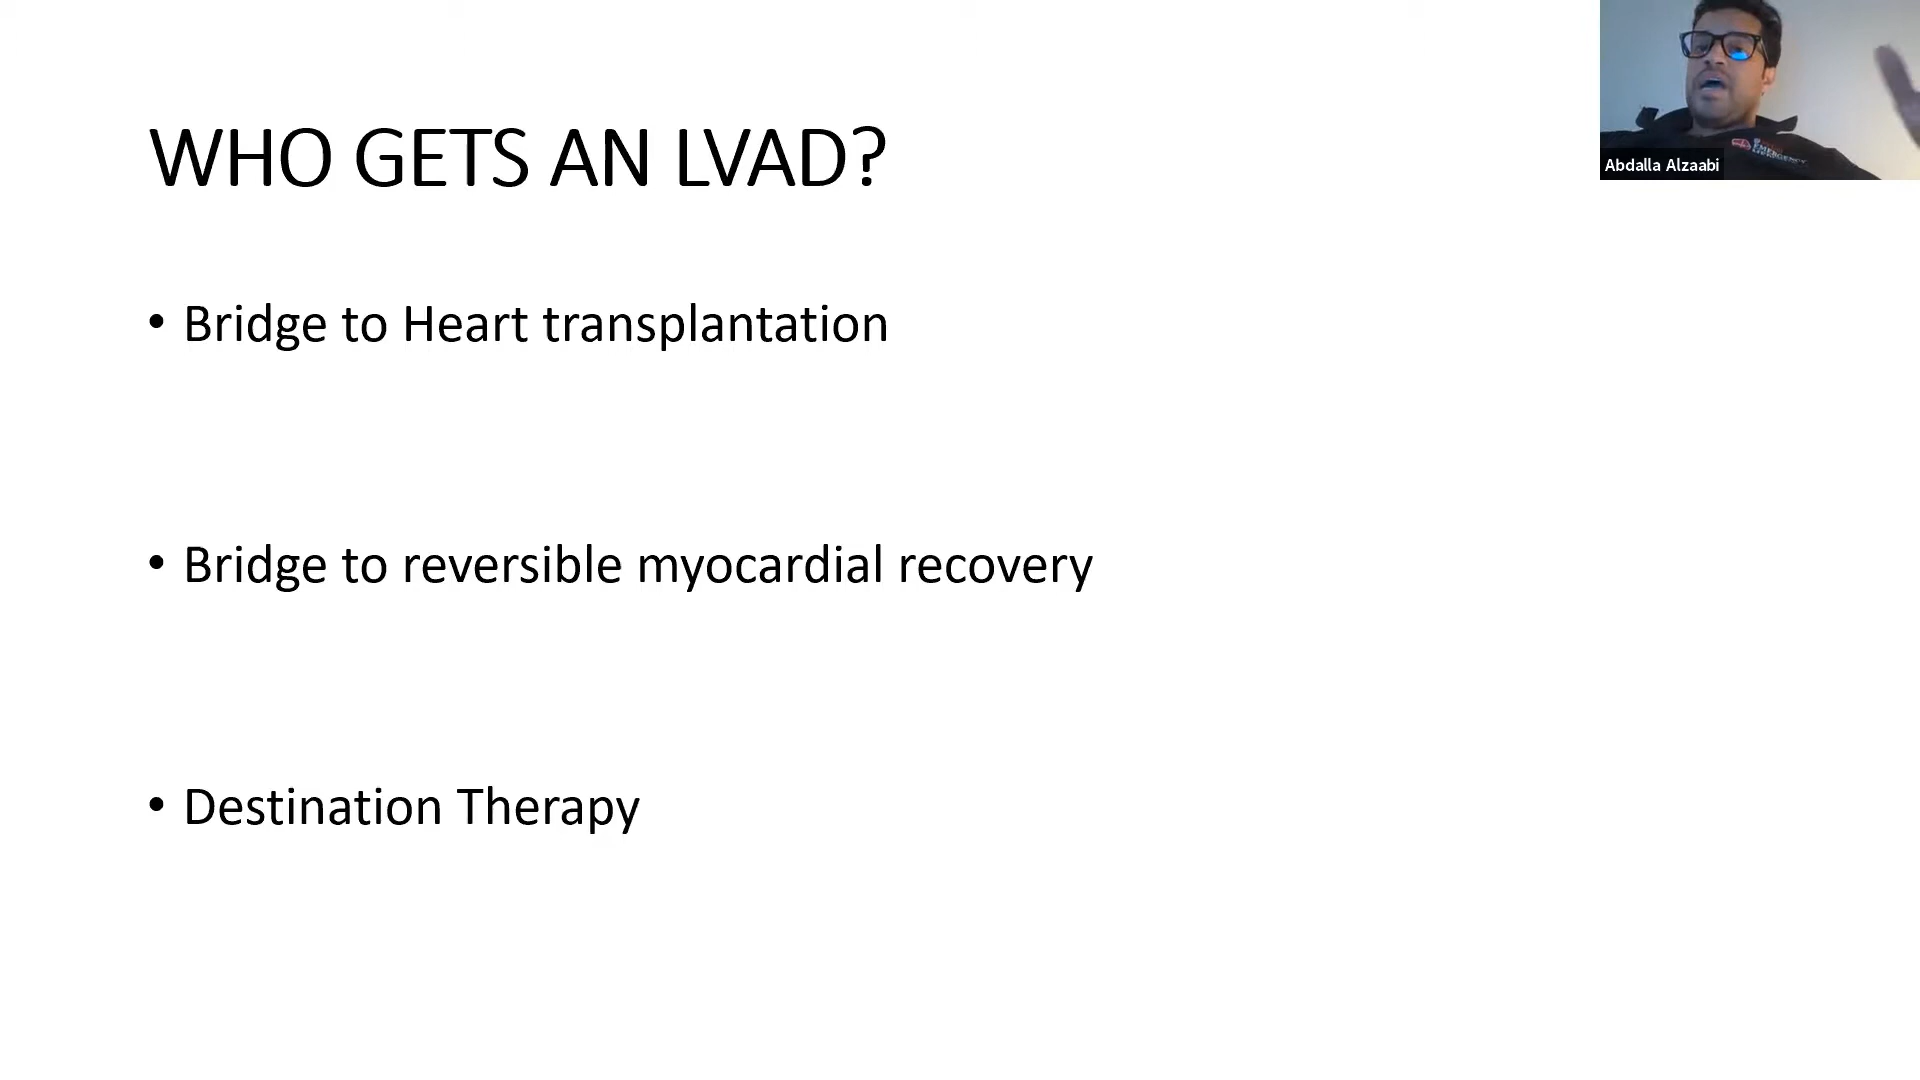 WHO GETS AN LVAD?
• Bridge to Heart transplantation
• Bridge to reversible myocardial recovery
• Destination Therapy
Abdalla Alzaabi